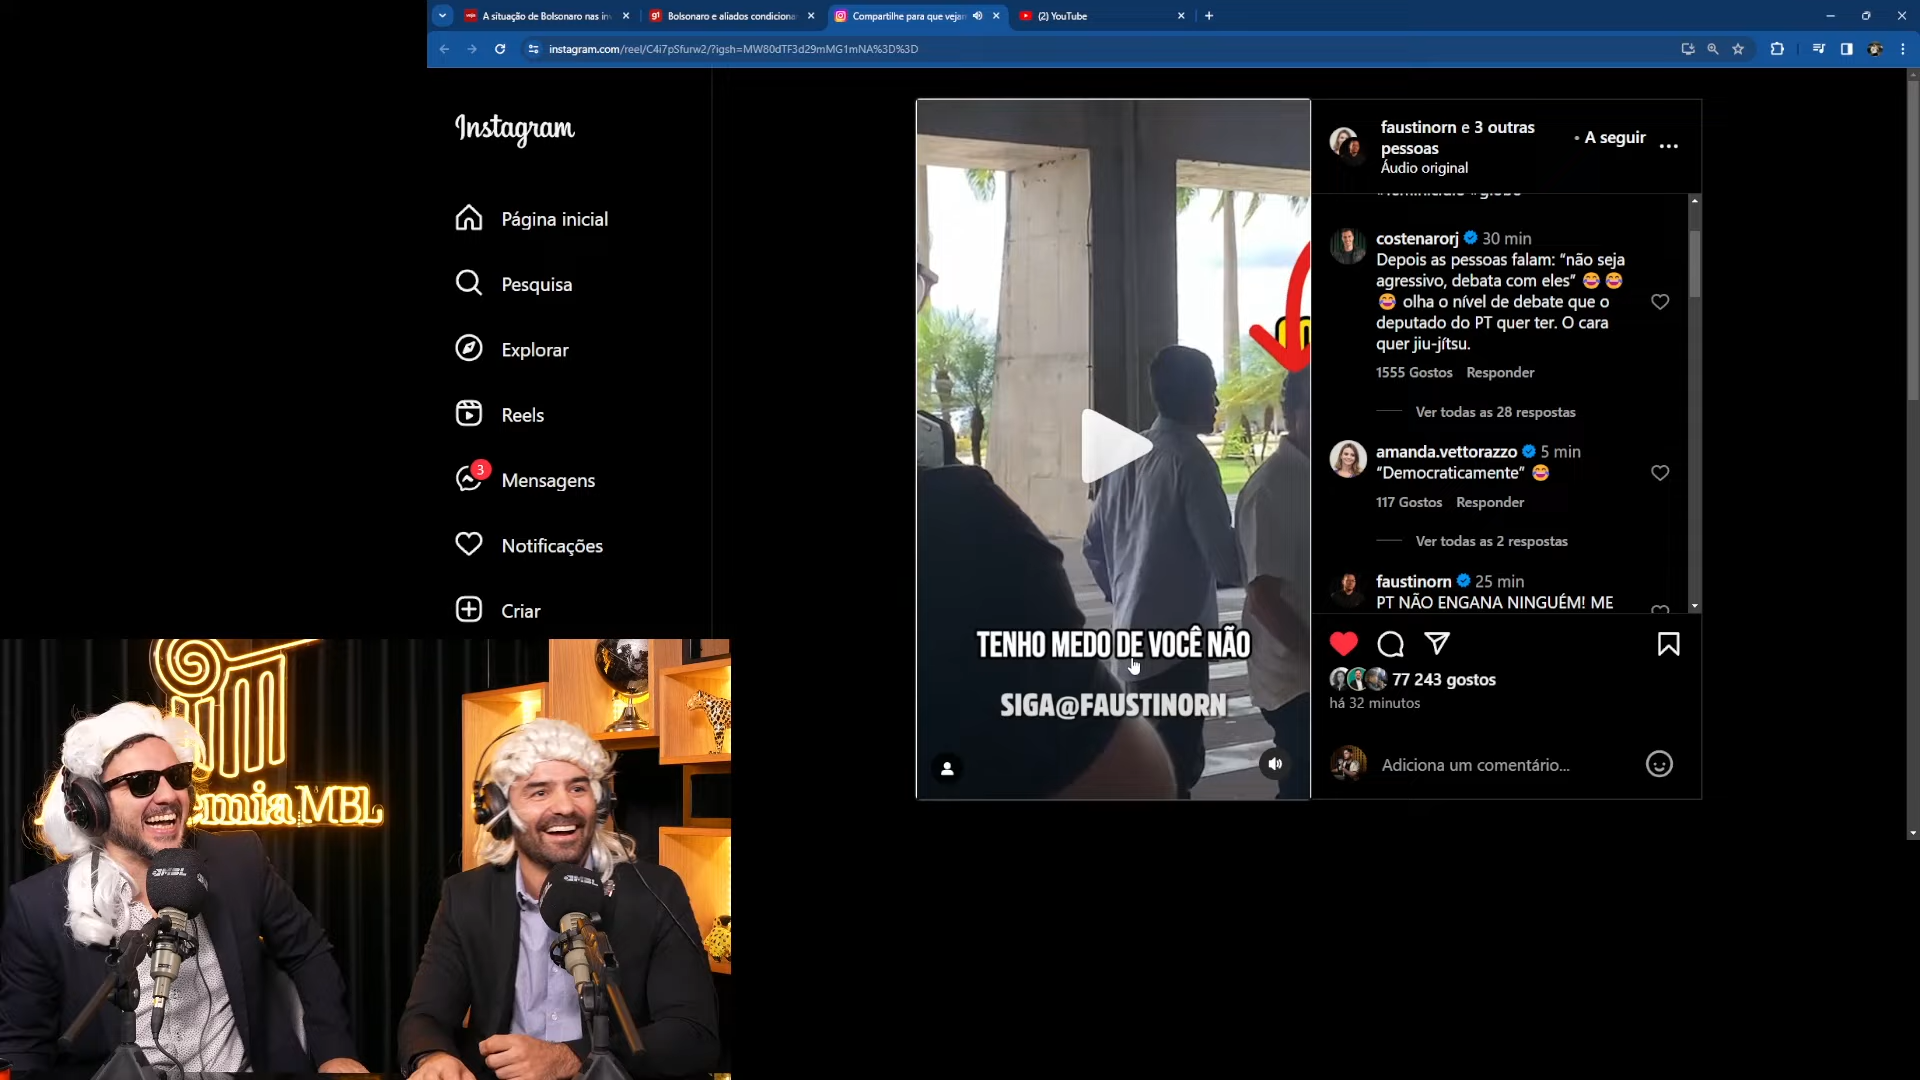 A situação de Bolsonaro nas in
Bolsonaro e aliados condiciona
Compartilhe para que vejam
(2) YouTube
instagram.com/reel/C4i7pSfurw2/?igsh=MW80dTF3d29mMG1mNA%3D%3D
Instagram
Página inicial
Pesquisa
Explorar
Reels
3
Mensagens
Notificações
Criar
TENHO MEDO DE VOCÊ NÃO
SIGA@FAUSTINORN
faustinorn e 3 outras
pessoas
• A seguir
Áudio original
costenarorj 30 min
Depois as pessoas falam: “não seja
agressivo, debata com eles” 😂 😂
😂 olha o nível de debate que o
deputado do PT quer ter. O cara
quer jiu-jítsu.
1555 Gostos Responder
Ver todas as 28 respostas
amanda.vettorazzo 5 min
“Democraticamente” 😂
117 Gostos Responder
Ver todas as 2 respostas
faustinorn 25 min
PT NÃO ENGANA NINGUÉM! ME
77 243 gostos
há 32 minutos
Adiciona um comentário...
emia MBL
MBL
MBL